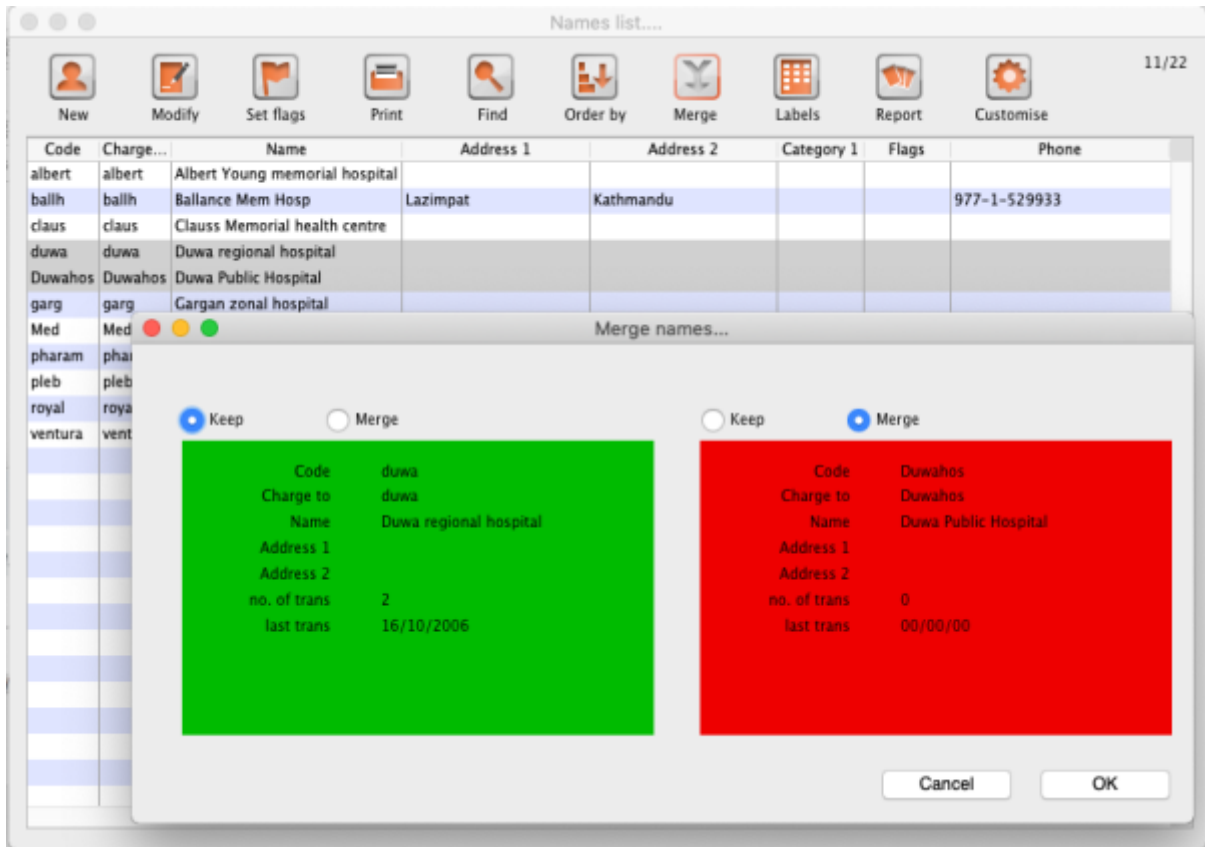 Names list....
11/22
New Modify Set flags Print Find Order by Merge Labels Report Customise
Code Charge... Name Address 1 Address 2 Category 1 Flags Phone
albert albert Albert Young memorial hospital
ballh ballh Ballance Mem Hosp Lazimpat Kathmandu 977-1-529933
claus claus Clauss Memorial health centre
duwa duwa Duwa regional hospital
Duwahos Duwahos Duwa Public Hospital
garg garg Gargan zonal hospital
Med Med
pharam phar
pleb pleb
royal roya
ventura vent
Merge names...
Keep Merge
Code duwa
Charge to duwa
Name Duwa regional hospital
Address 1
Address 2
no. of trans 2
last trans 16/10/2006
Keep Merge
Code Duwahos
Charge to Duwahos
Name Duwa Public Hospital
Address 1
Address 2
no. of trans 0
last trans 00/00/00
Cancel OK